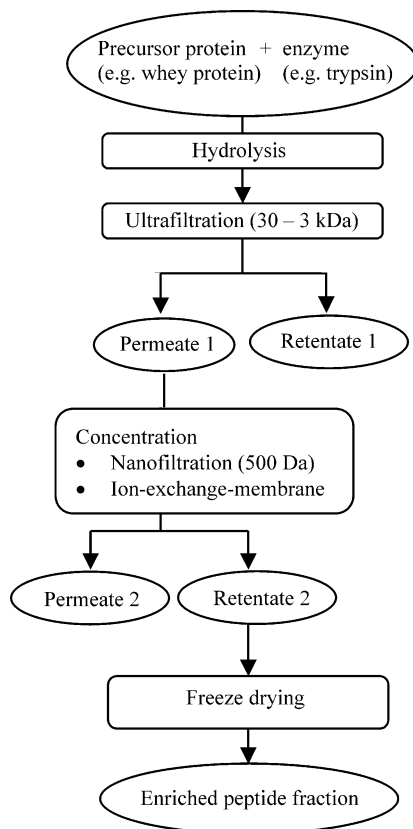 Precursor protein + enzyme
(e.g. whey protein) (e.g. trypsin)
Hydrolysis
Ultrafiltration (30 – 3 kDa)
Permeate 1
Retentate 1
Concentration
• Nanofiltration (500 Da)
• Ion-exchange-membrane
Permeate 2
Retentate 2
Freeze drying
Enriched peptide fraction